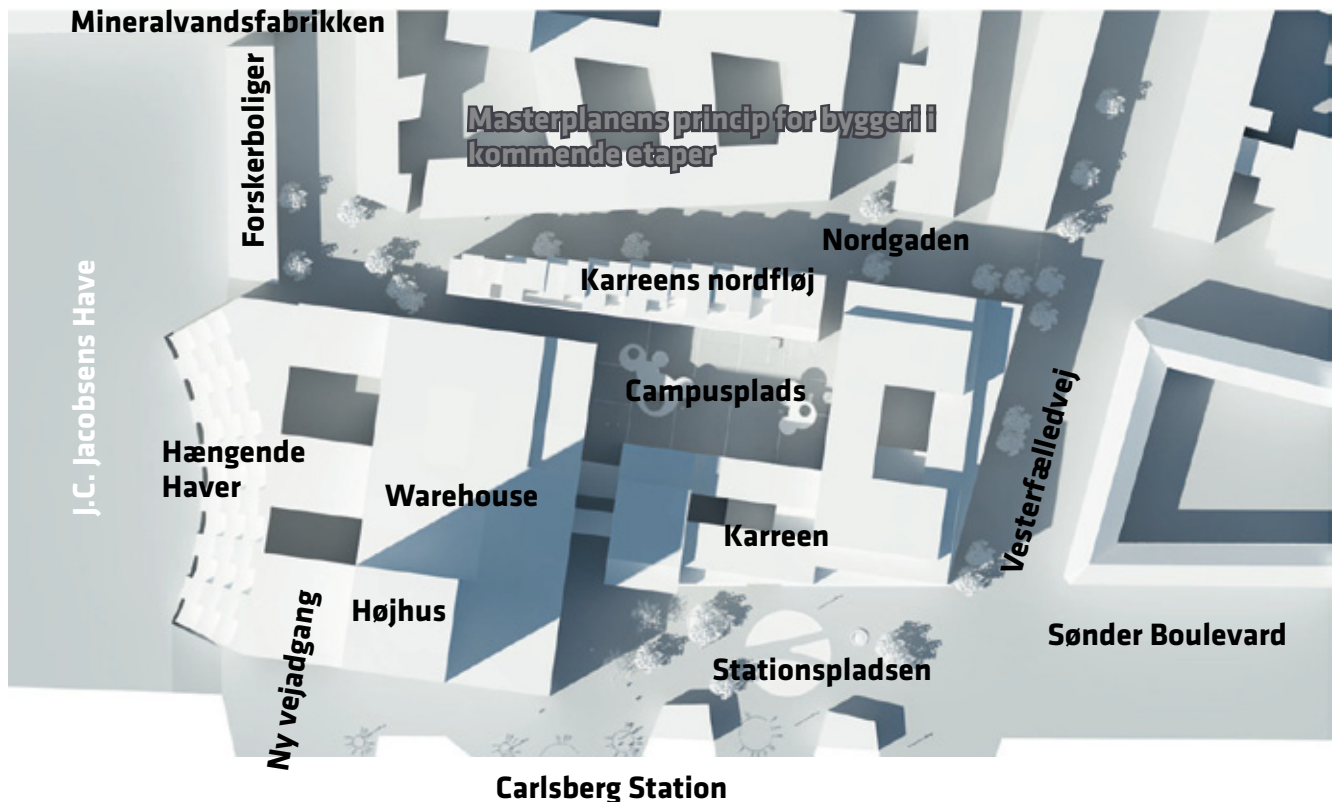 Mineralvandsfabrikken
Forskerboliger
Masterplanens princip for byggeri i
kommende etaper
Nordgaden
Karreens nordfløj
J.C. Jacobsens Have
Campusplads
Vesterfælledvej
Hængende
Haver
Warehouse
Karreen
Højhus
Ny vejadgang
Sønder Boulevard
Stationspladsen
Carlsberg Station